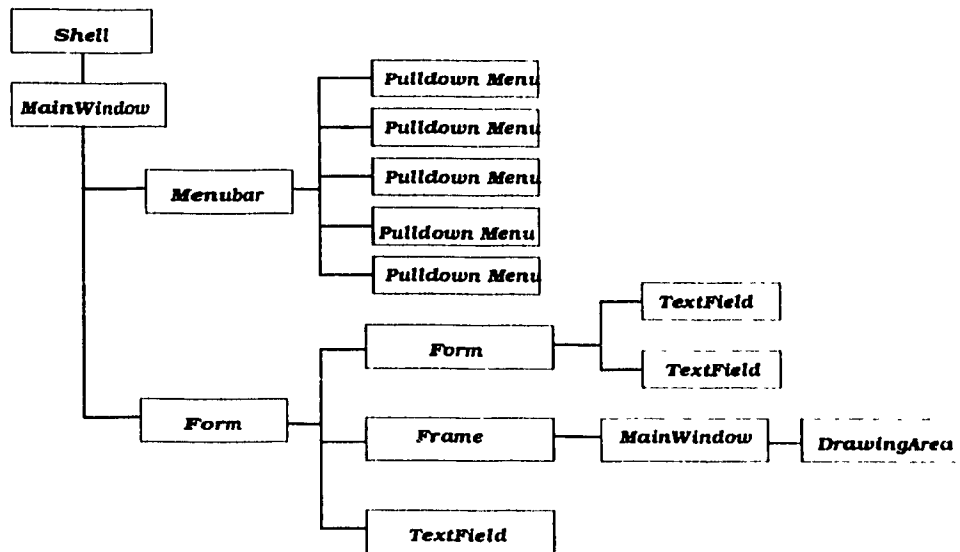 Shell
MainWindow
Menubar
Pulldown Menu
Pulldown Menu
Pulldown Menu
Pulldown Menu
Pulldown Menu
Form
Form
TextField
TextField
Frame
MainWindow
DrawingArea
TextField